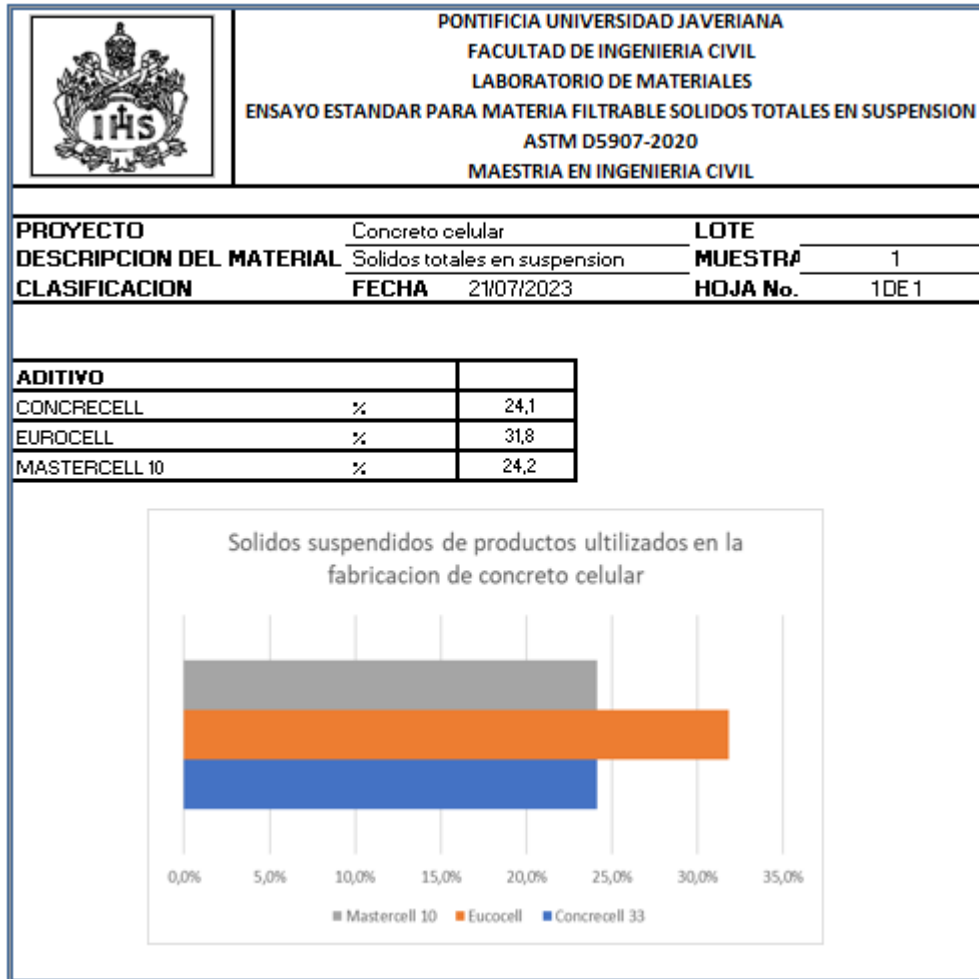 IHS
PONTIFICIA UNIVERSIDAD JAVERIANA
FACULTAD DE INGENIERIA CIVIL
LABORATORIO DE MATERIALES
ENSAYO ESTANDAR PARA MATERIA FILTRABLE SOLIDOS TOTALES EN SUSPENSION
ASTM D5907-2020
MAESTRIA EN INGENIERIA CIVIL
PROYECTO Concreto celular LOTE
DESCRIPCION DEL MATERIAL Solidos totales en suspension MUESTRA 1
CLASIFICACION FECHA 21/07/2023 HOJA No. 1 DE 1
ADITIVO
CONCRECELL % 24,1
EUROCELL % 31,8
MASTERCELL 10 % 24,2
Solidos suspendidos de productos ultilizados en la
fabricacion de concreto celular
0,0% 5,0% 10,0% 15,0% 20,0% 25,0% 30,0% 35,0%
Mastercell 10 Eucocell Concrecell 33